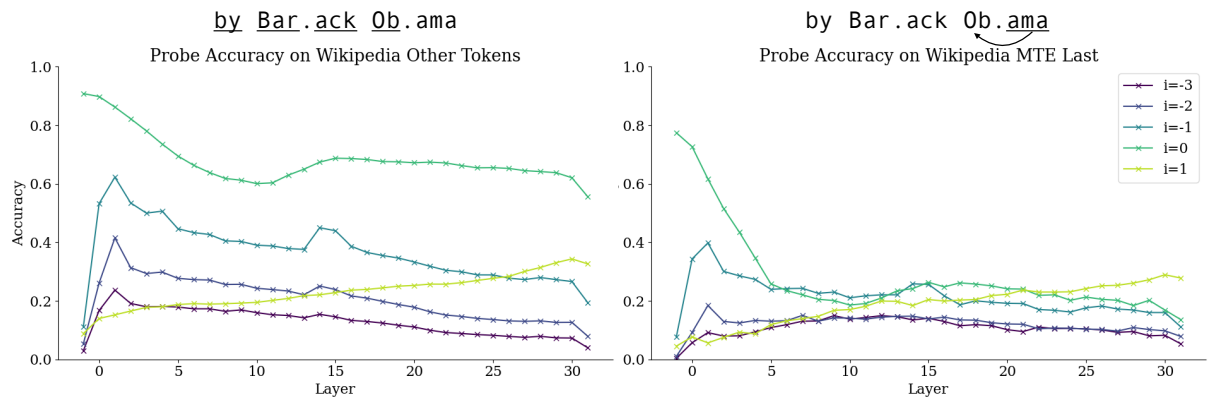 by Bar.ack Ob.ama
Probe Accuracy on Wikipedia Other Tokens
1.0
0.8
0.6
0.4
0.2
0.0
Accuracy
0 5 10 15 20 25 30
Layer
by Bar.ack Ob.ama
Probe Accuracy on Wikipedia MTE Last
1.0
0.8
0.6
0.4
0.2
0.0
i=-3
i=-2
i=-1
i=0
i=1
0 5 10 15 20 25 30
Layer